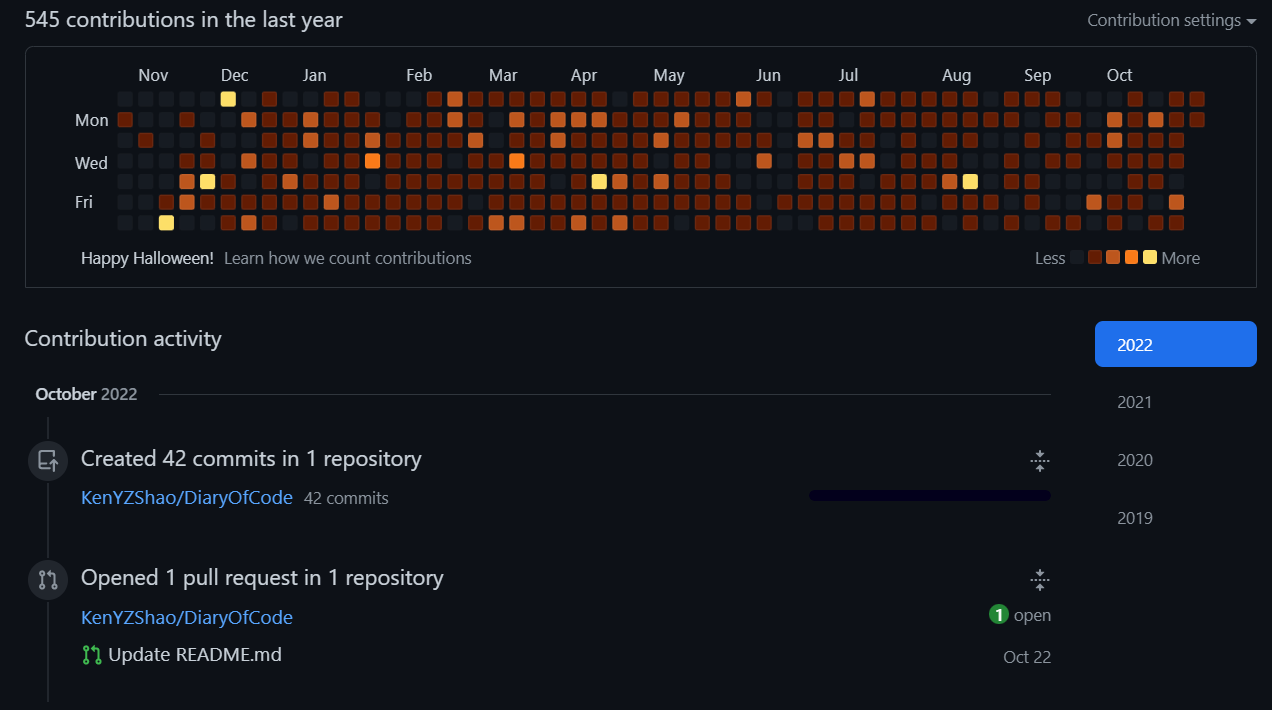 545 contributions in the last year
Contribution settings
Nov Dec Jan Feb Mar Apr May Jun Jul Aug Sep Oct
Mon
Wed
Fri
Happy Halloween! Learn how we count contributions
Less More
Contribution activity
2022
October 2022
2021
Created 42 commits in 1 repository
2020
KenYZShao/DiaryOfCode 42 commits
2019
Opened 1 pull request in 1 repository
KenYZShao/DiaryOfCode
1 open
Update README.md
Oct 22